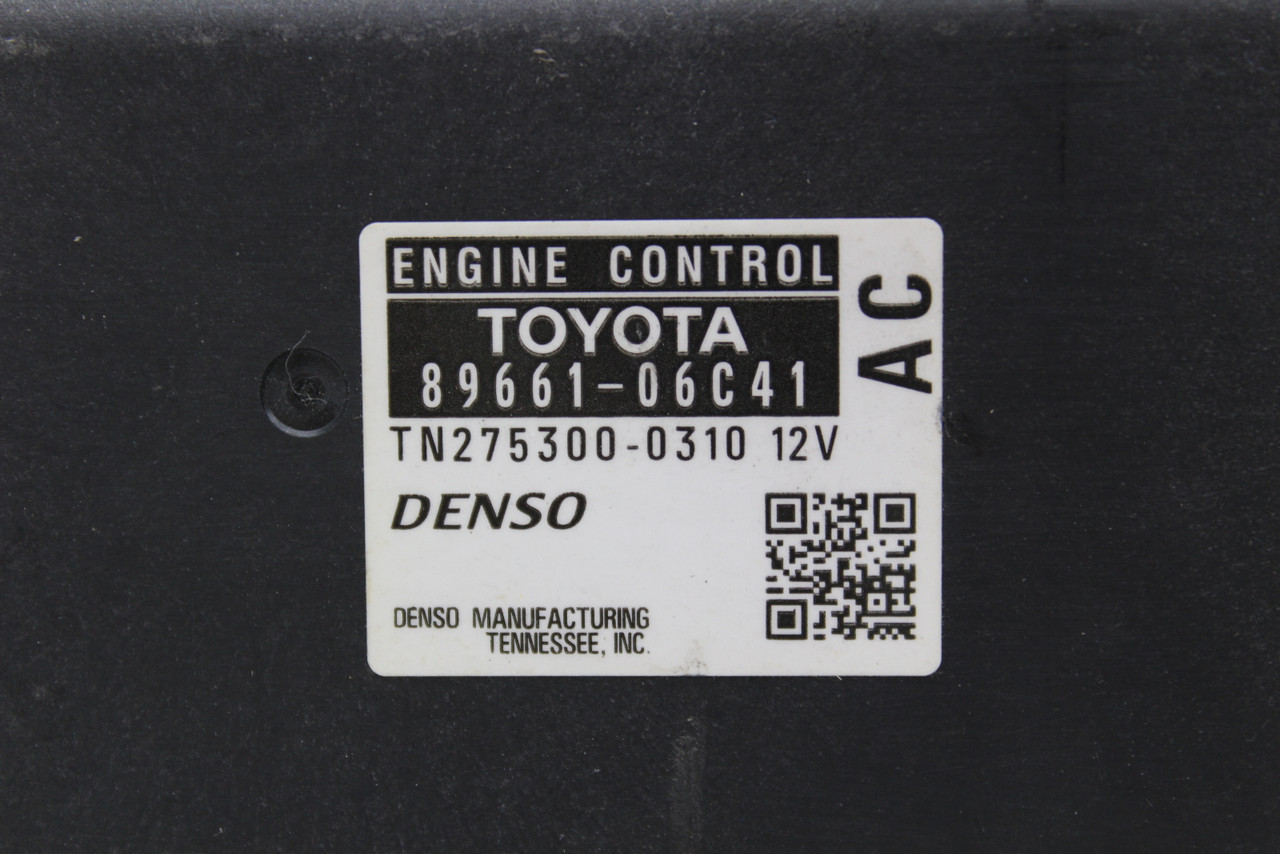 ENGINE CONTROL
TOYOTA
89661-06C41
AC
TN275300-0310 12V
DENSO
DENSO MANUFACTURING
TENNESSEE, INC.